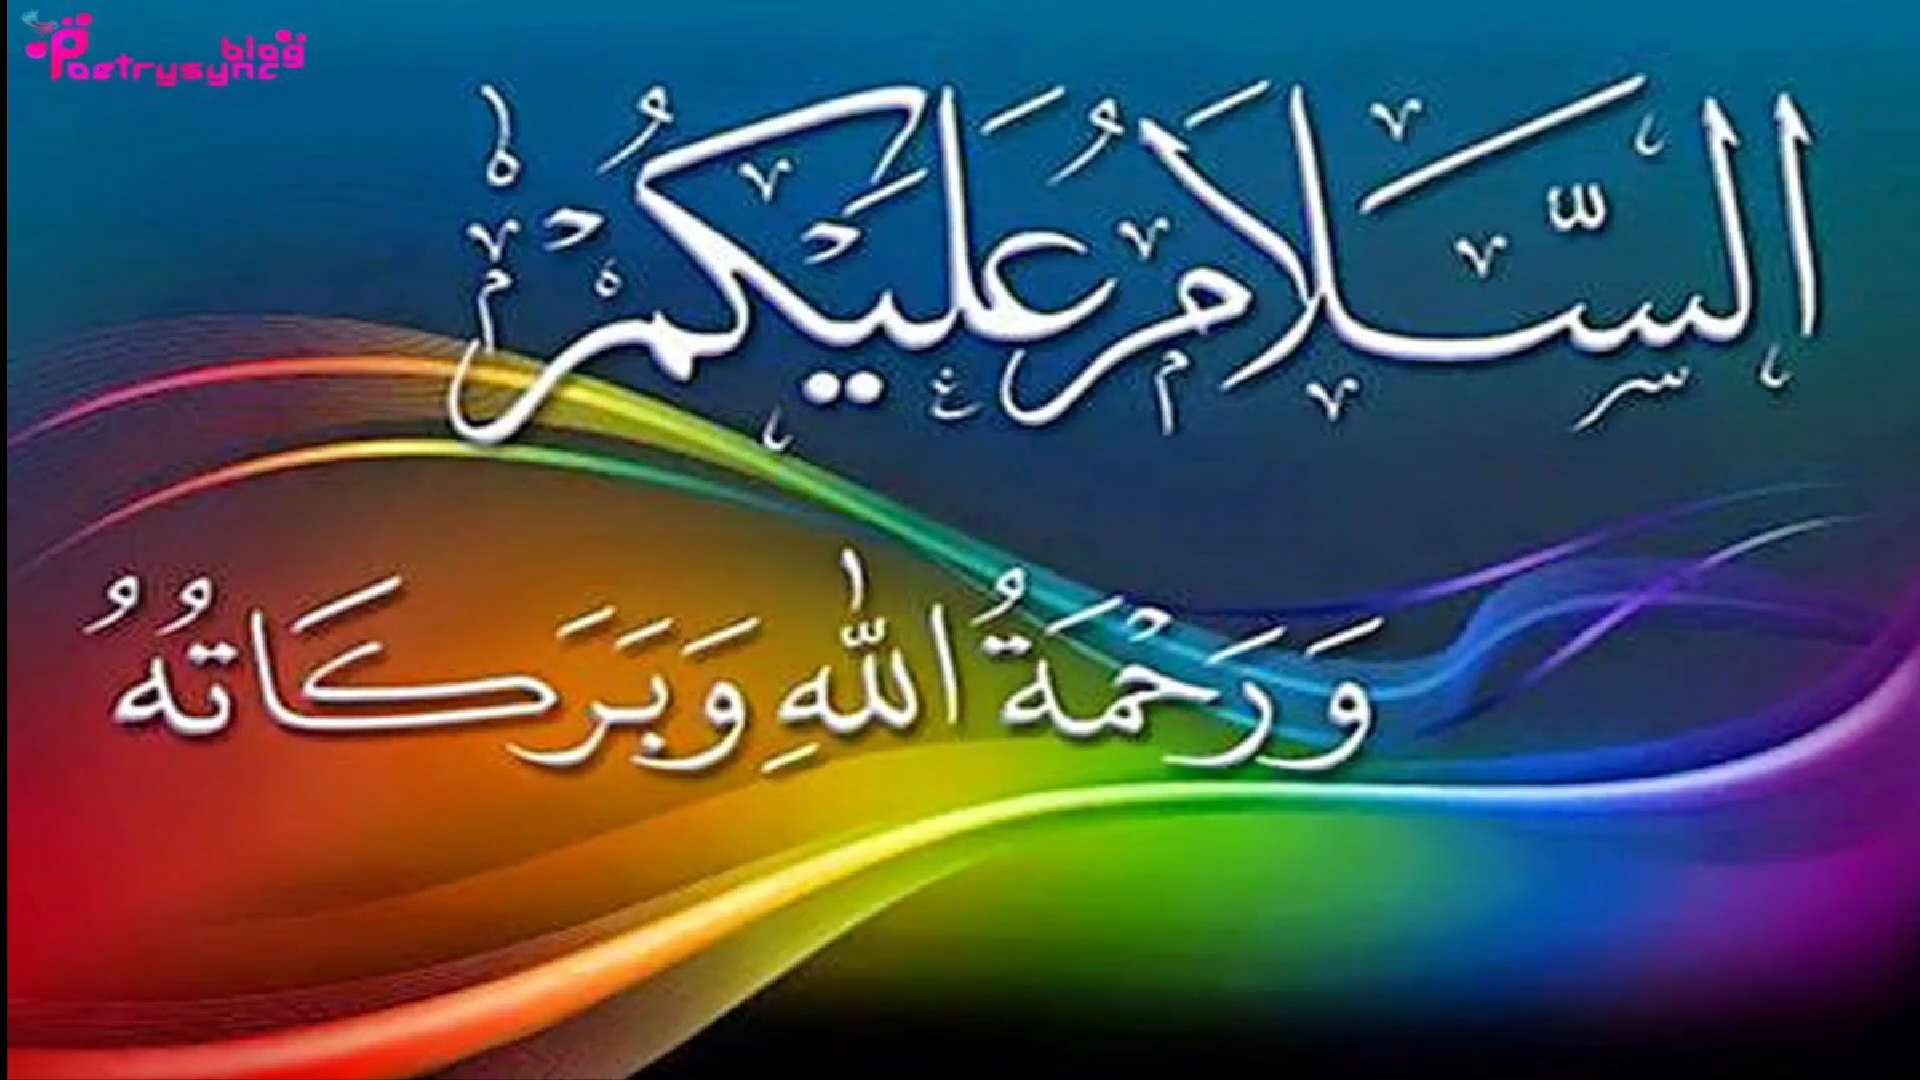 Poetrysync blog
السَّلَامُ عَلَيْكُمْ
وَرَحْمَةُ اللّٰهِ وَبَرَكَاتُهُ